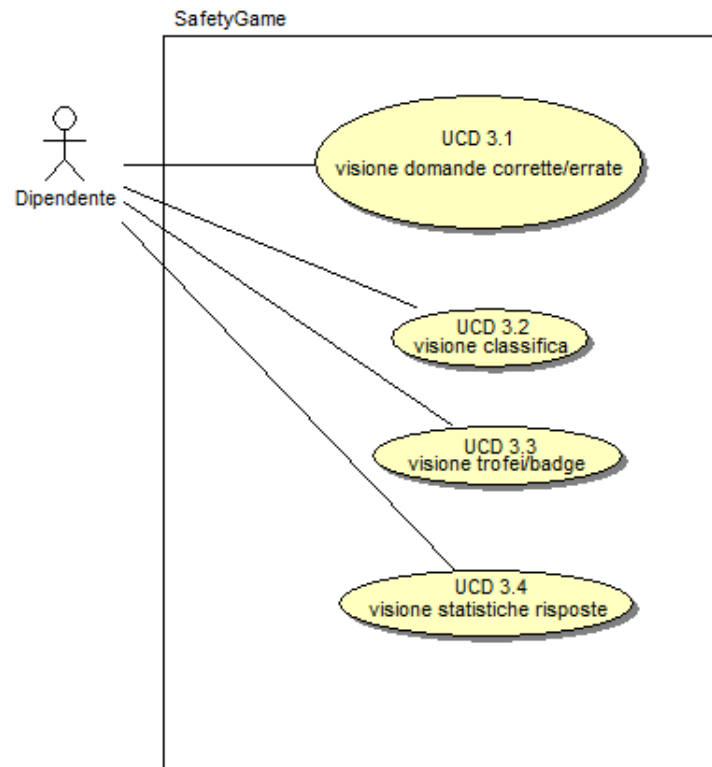 SafetyGame
Dipendente
UCD 3.1
visione domande corrette/errate
UCD 3.2
visione classifica
UCD 3.3
visione trofei/badge
UCD 3.4
visione statistiche risposte